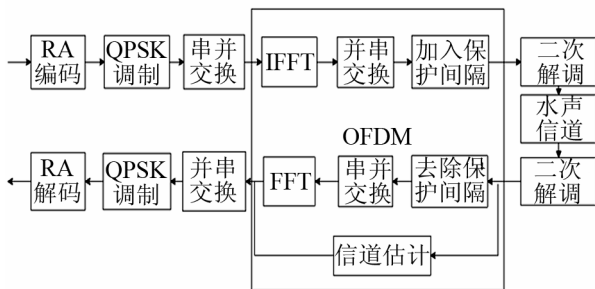 RA
编码
QPSK
调制
串并
交换
IFFT
并串
交换
加入保
护间隔
二次
解调
水声
信道
OFDM
RA
解码
QPSK
调制
并串
交换
FFT
串并
交换
去除保
护间隔
二次
解调
信道估计